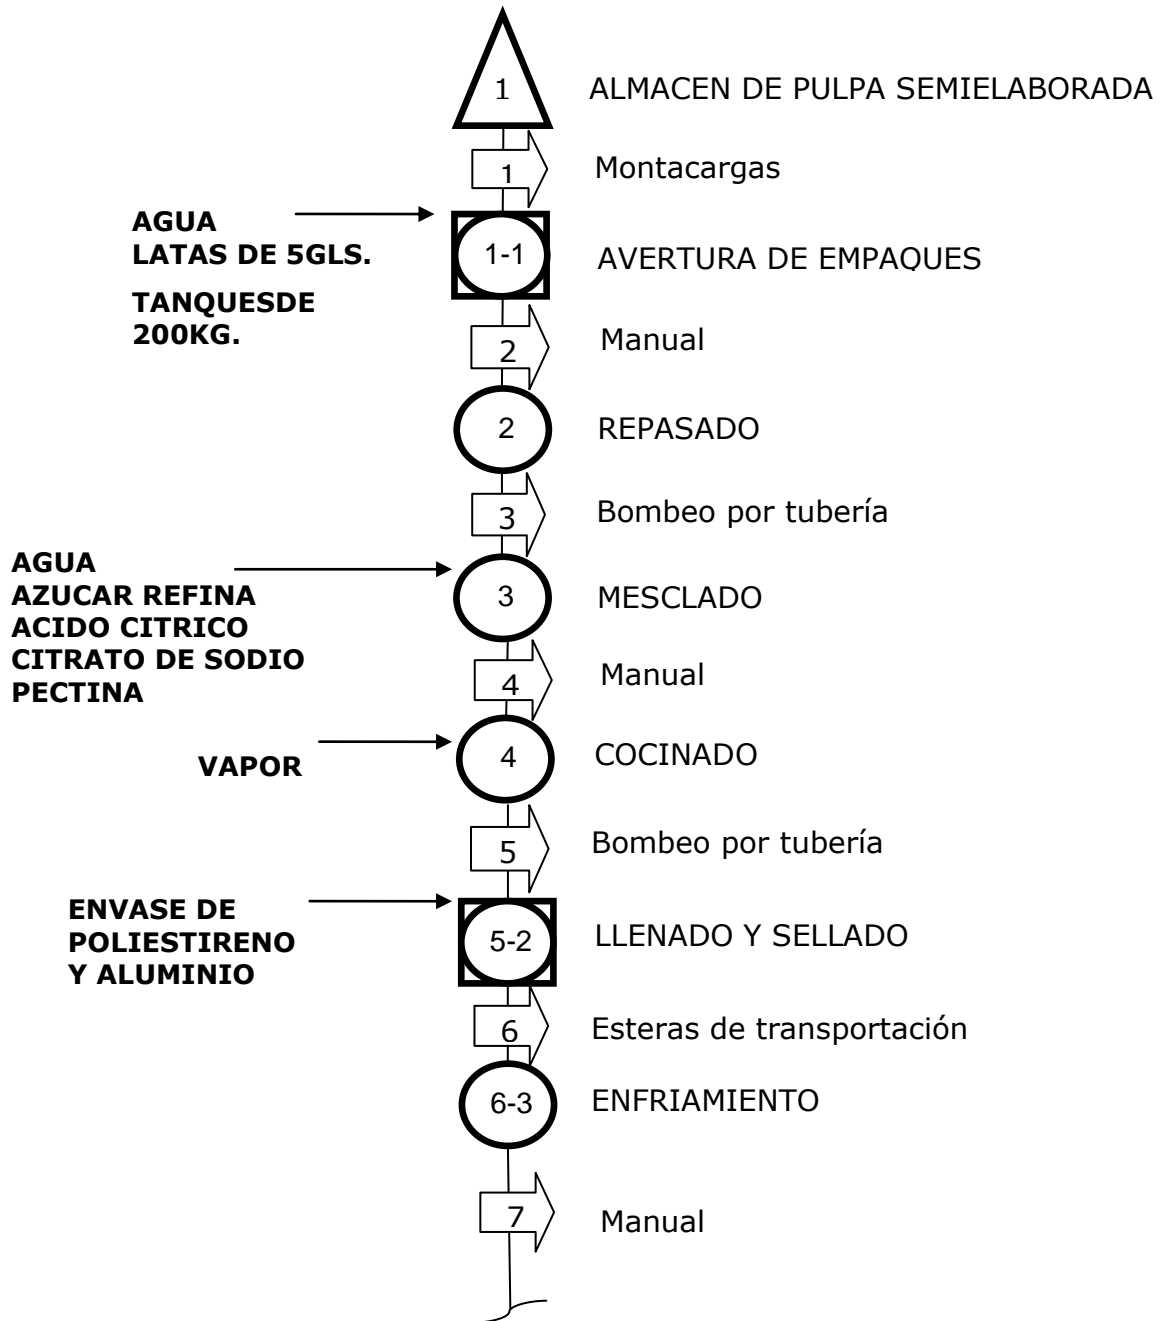 1
ALMACEN DE PULPA SEMIELABORADA
1
Montacargas
AGUA
LATAS DE 5GLS.
TANQUESDE
200KG.
1-1
AVERTURA DE EMPAQUES
2
Manual
2
REPASADO
3
Bombeo por tubería
AGUA
AZUCAR REFINA
ACIDO CITRICO
CITRATO DE SODIO
PECTINA
3
MESCLADO
4
Manual
VAPOR
4
COCINADO
5
Bombeo por tubería
ENVASE DE
POLIESTIRENO
Y ALUMINIO
5-2
LLENADO Y SELLADO
6
Esteras de transportación
6-3
ENFRIAMIENTO
7
Manual